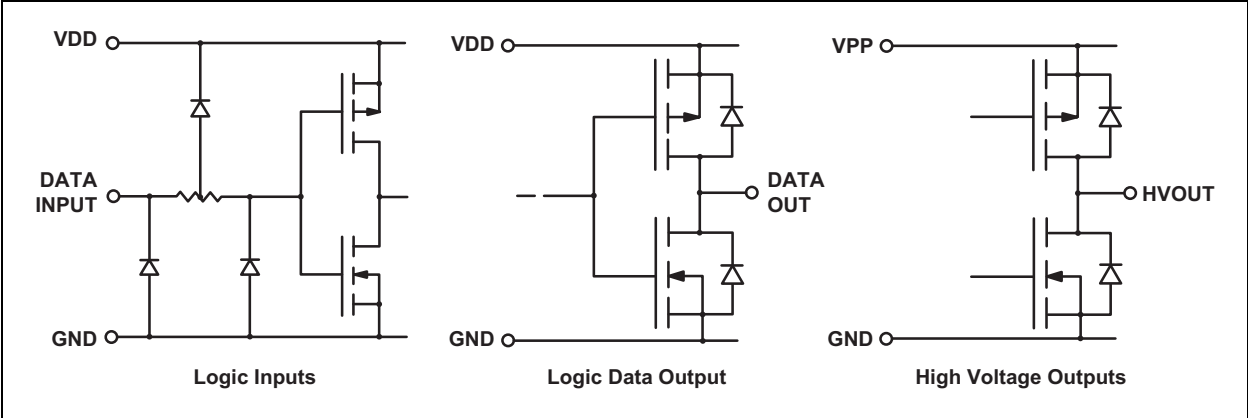 VDD
DATA
INPUT
GND
Logic Inputs
VDD
DATA
OUT
GND
Logic Data Output
VPP
HVOUT
GND
High Voltage Outputs